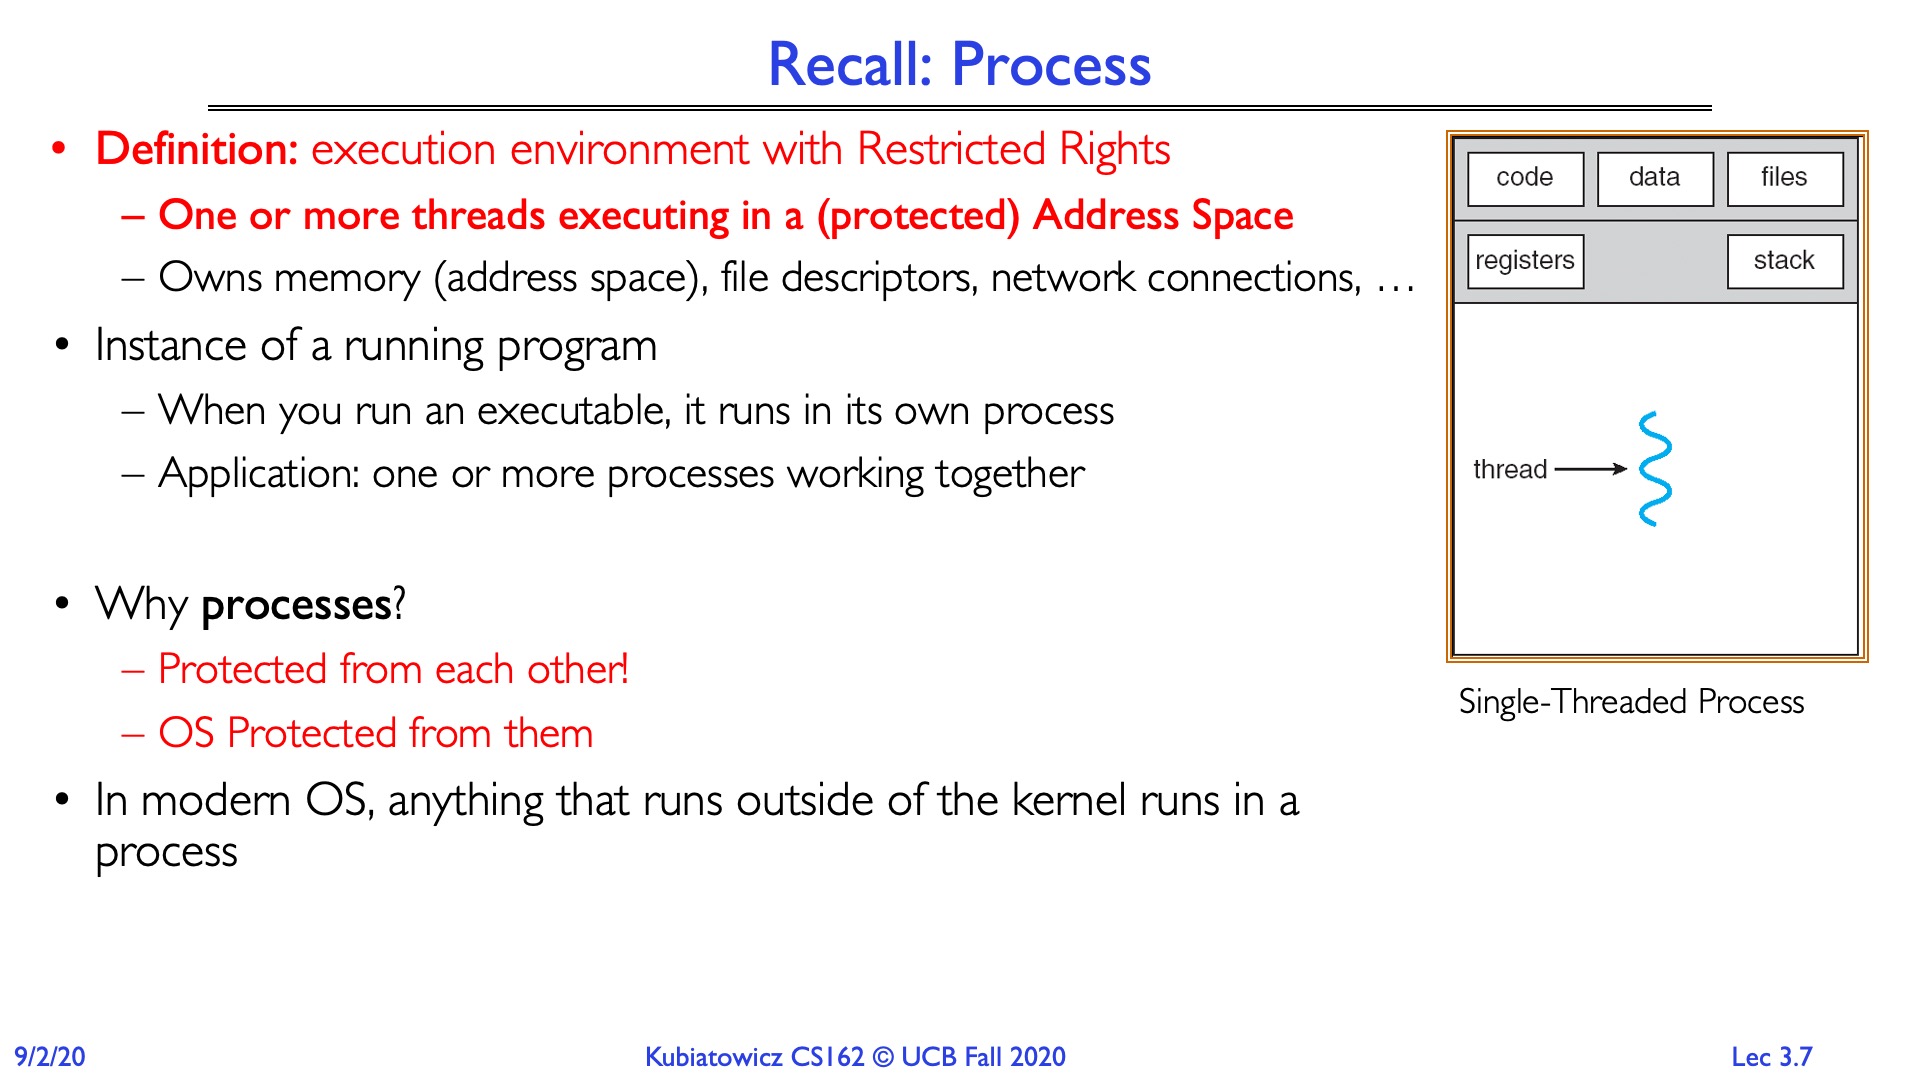 Recall: Process
• Definition: execution environment with Restricted Rights
– One or more threads executing in a (protected) Address Space
– Owns memory (address space), file descriptors, network connections, …
• Instance of a running program
– When you run an executable, it runs in its own process
– Application: one or more processes working together
• Why processes?
– Protected from each other!
– OS Protected from them
• In modern OS, anything that runs outside of the kernel runs in a
process
code data files
registers stack
thread
Single-Threaded Process
9/2/20 Kubiatowicz CS162 © UCB Fall 2020 Lec 3.7